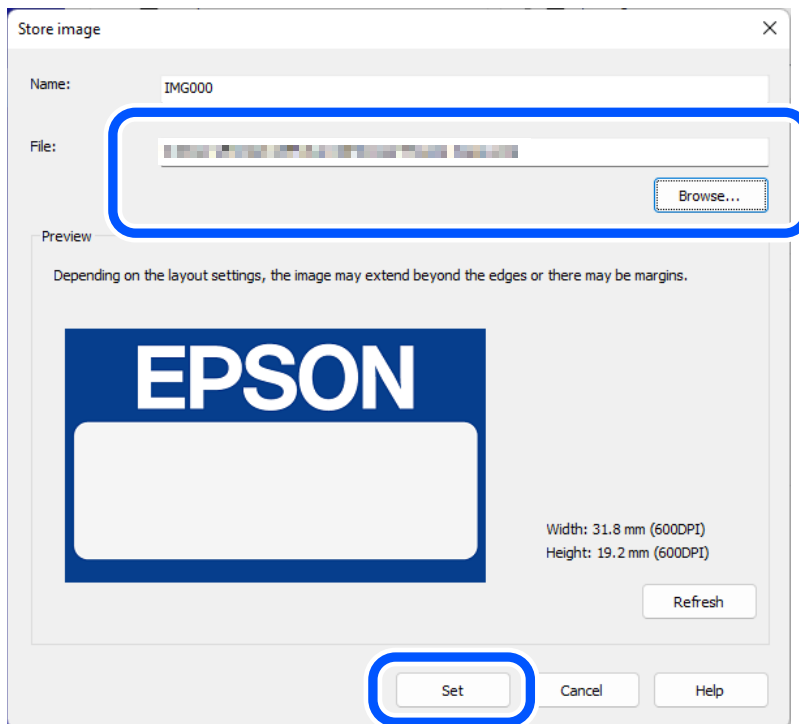 Store image
Name:
IMG000
File:
Browse...
Preview
Depending on the layout settings, the image may extend beyond the edges or there may be margins.
EPSON
Width: 31.8 mm (600DPI)
Height: 19.2 mm (600DPI)
Refresh
Set Cancel Help